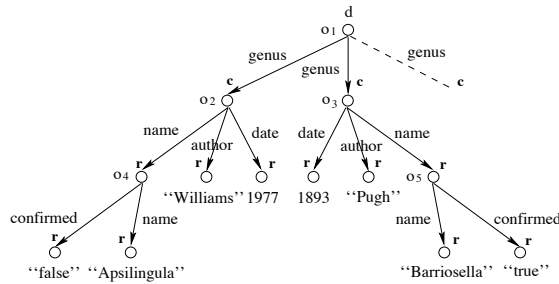 d
o1
genus genus genus
c c c
o2 o3
name author date date author name
r r r r r r
o4 "Williams" 1977 1893 "Pugh" o5
confirmed name name confirmed
r r r r
"false" "Apsilingula" "Barriosella" "true"